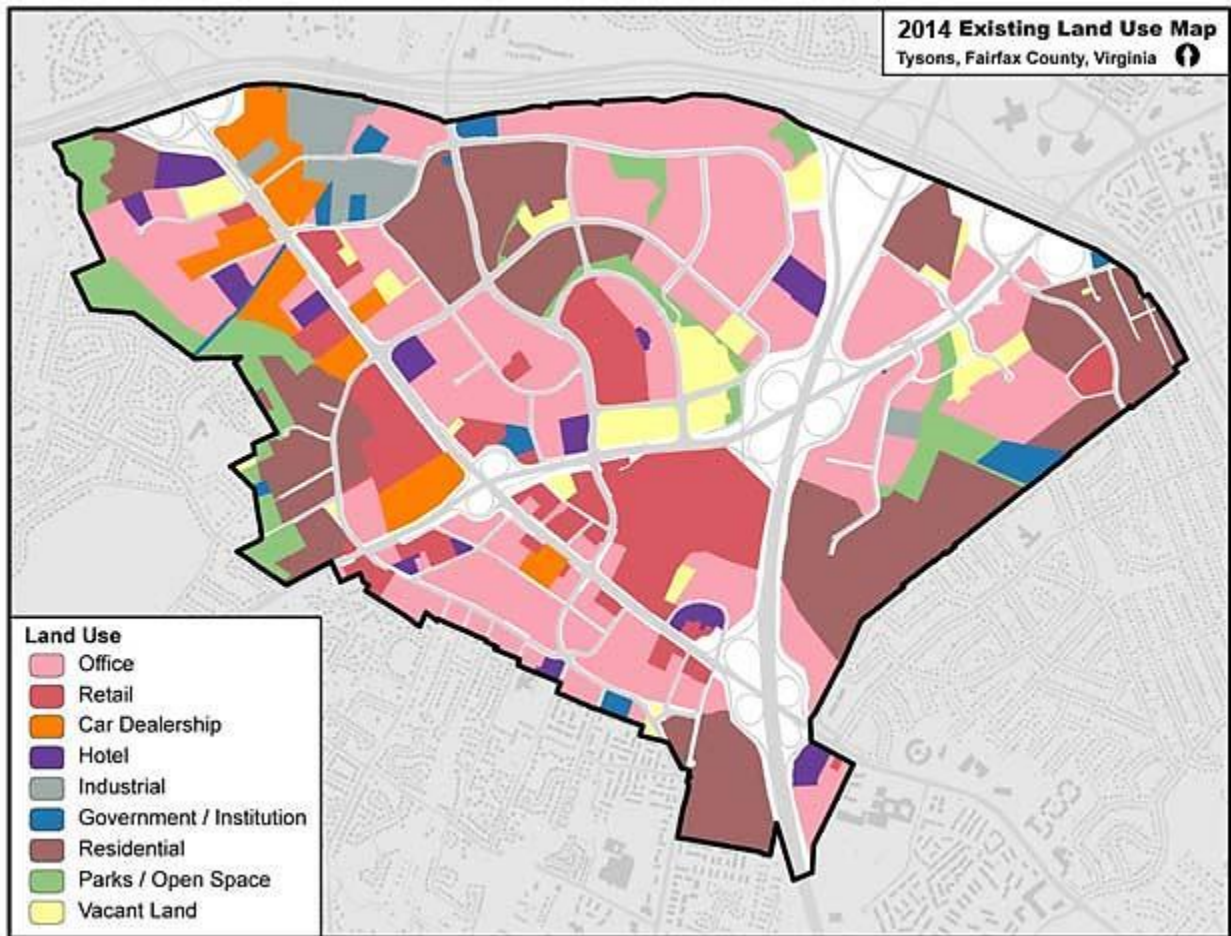 2014 Existing Land Use Map
Tysons, Fairfax County, Virginia
Land Use
Office
Retail
Car Dealership
Hotel
Industrial
Government / Institution
Residential
Parks / Open Space
Vacant Land